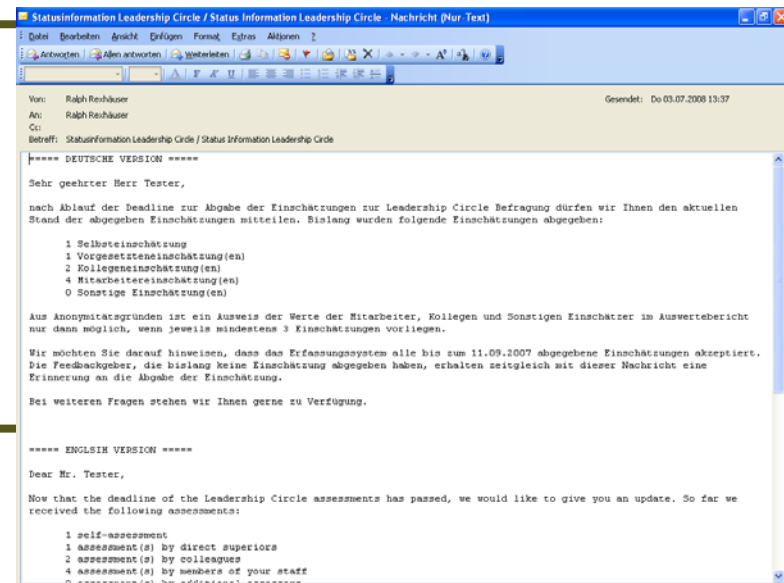 Statusinformation Leadership Circle / Status Information Leadership Circle - Nachricht (Nur-Text)
Datei Bearbeiten Ansicht Einfügen Format Extras Aktionen ?
Antworten Allen antworten Weiterleiten
F K U
Von: Ralph Rexhäuser Gesendet: Do 03.07.2008 13:37
An: Ralph Rexhäuser
Cc:
Betreff: Statusinformation Leadership Circle / Status Information Leadership Circle
===== DEUTSCHE VERSION =====
Sehr geehrter Herr Tester,
nach Ablauf der Deadline zur Abgabe der Einschätzungen zur Leadership Circle Befragung dürfen wir Ihnen den aktuellen
Stand der abgegeben Einschätzungen mitteilen. Bislang wurden folgende Einschätzungen abgegeben:
1 Selbsteinschätzung
1 Vorgesetzteneinschätzung(en)
2 Kollegeneinschätzung(en)
4 Mitarbeitereinschätzung(en)
0 Sonstige Einschätzung(en)
Aus Anonymitätsgründen ist ein Ausweis der Werte der Mitarbeiter, Kollegen und Sonstigen Einschätzer im Auswertebericht
nur dann möglich, wenn jeweils mindestens 3 Einschätzungen vorliegen.
Wir möchten Sie darauf hinweisen, dass das Erfassungssystem alle bis zum 11.09.2007 abgegebene Einschätzungen akzeptiert.
Die Feedbackgeber, die bislang keine Einschätzung abgegeben haben, erhalten zeitgleich mit dieser Nachricht eine
Erinnerung an die Abgabe der Einschätzung.
Bei weiteren Fragen stehen wir Ihnen gerne zu Verfügung.
===== ENGLSIH VERSION =====
Dear Mr. Tester,
Now that the deadline of the Leadership Circle assessments has passed, we would like to give you an update. So far we
received the following assessments:
1 self-assessment
1 assessment(s) by direct superiors
2 assessment(s) by colleagues
4 assessment(s) by members of your staff
0 assessment(s) by additional assessors